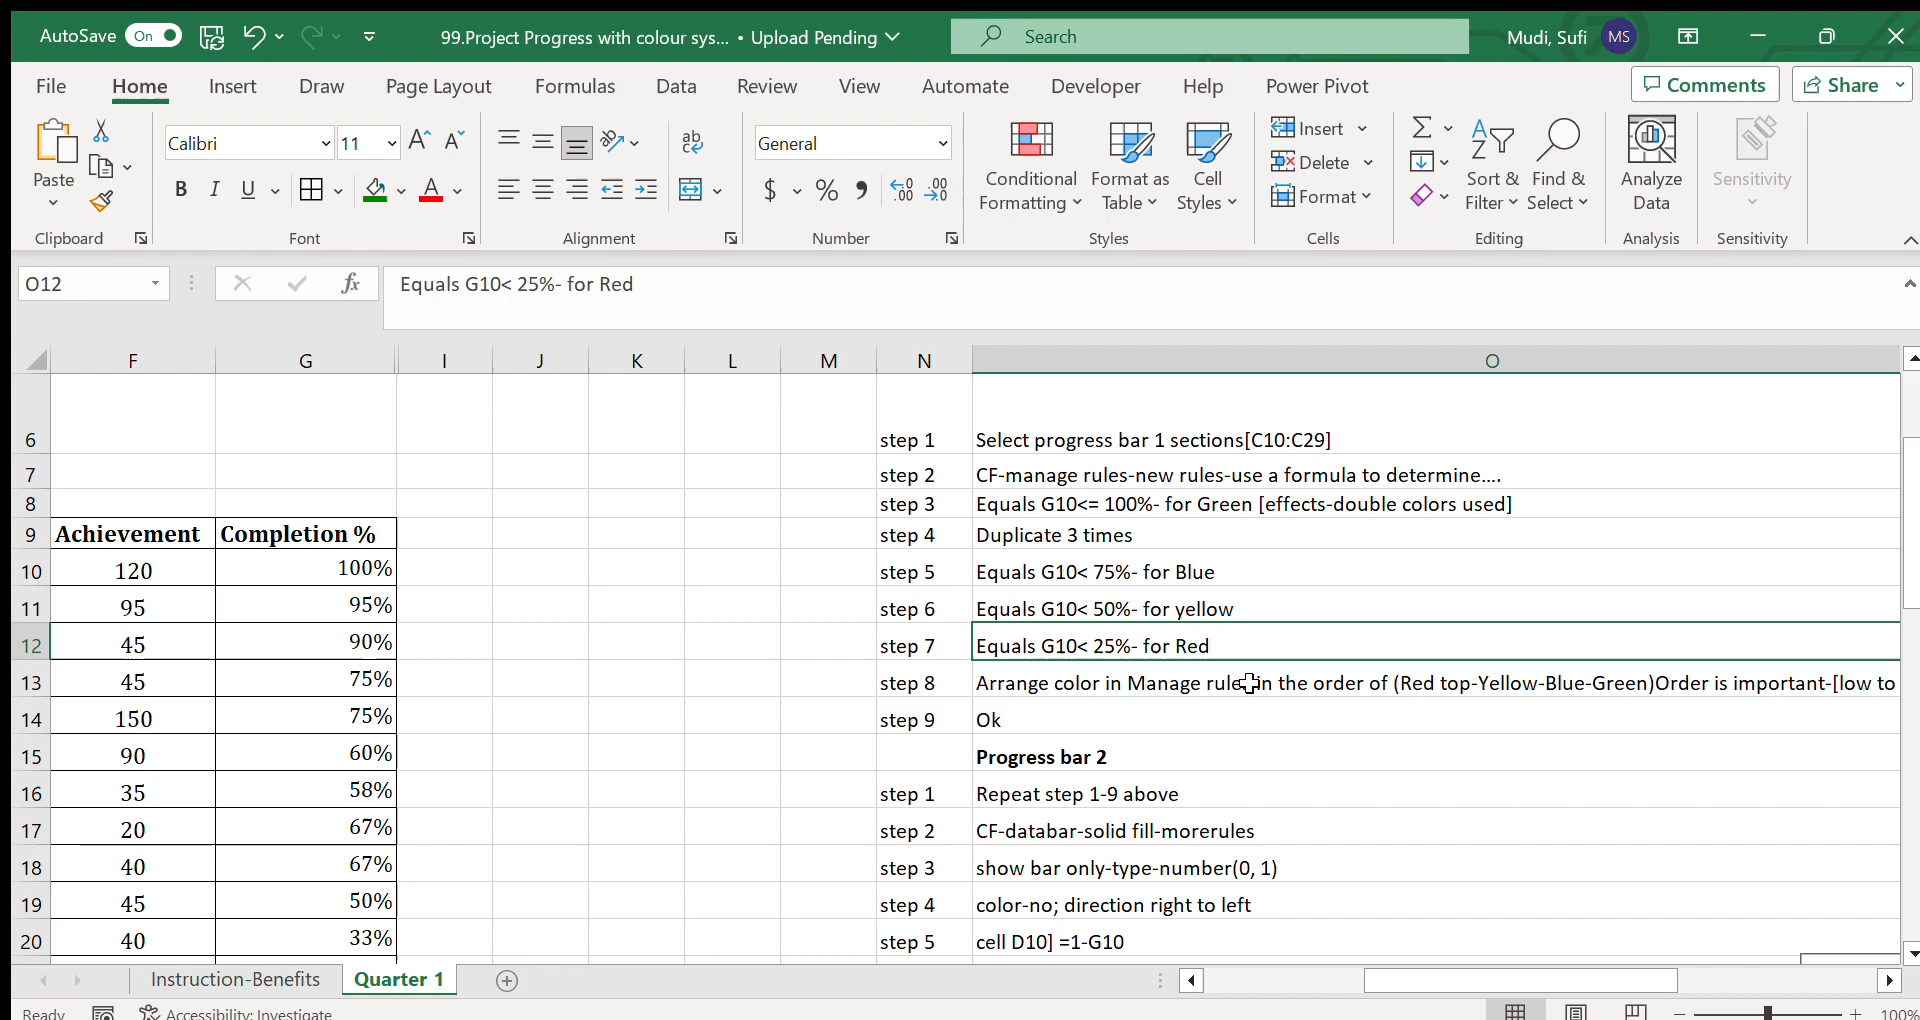 AutoSave On 99.Project Progress with colour sys... • Upload Pending Search Mudi, Sufi MS
File Home Insert Draw Page Layout Formulas Data Review View Automate Developer Help Power Pivot Comments Share
Calibri 11 General
Paste
B I U
$ %
Conditional Formatting
Format as Table
Cell Styles
Insert
Delete
Format
Sort & Filter
Find & Select
Analyze Data
Sensitivity
Clipboard Font Alignment Number Styles Cells Editing Analysis Sensitivity
O12 fx Equals G10< 25%- for Red
F G I J K L M N O
6 step 1 Select progress bar 1 sections[C10:C29]
7 step 2 CF-manage rules-new rules-use a formula to determine....
8 step 3 Equals G10<= 100%- for Green [effects-double colors used]
9 Achievement Completion % step 4 Duplicate 3 times
10 120 100% step 5 Equals G10< 75%- for Blue
11 95 95% step 6 Equals G10< 50%- for yellow
12 45 90% step 7 Equals G10< 25%- for Red
13 45 75% step 8 Arrange color in Manage rule in the order of (Red top-Yellow-Blue-Green)Order is important-[low to
14 150 75% step 9 Ok
15 90 60% Progress bar 2
16 35 58% step 1 Repeat step 1-9 above
17 20 67% step 2 CF-databar-solid fill-morerules
18 40 67% step 3 show bar only-type-number(0, 1)
19 45 50% step 4 color-no; direction right to left
20 40 33% step 5 cell D10] =1-G10
Instruction-Benefits Quarter 1
Ready Accessibility: Investigate 100%